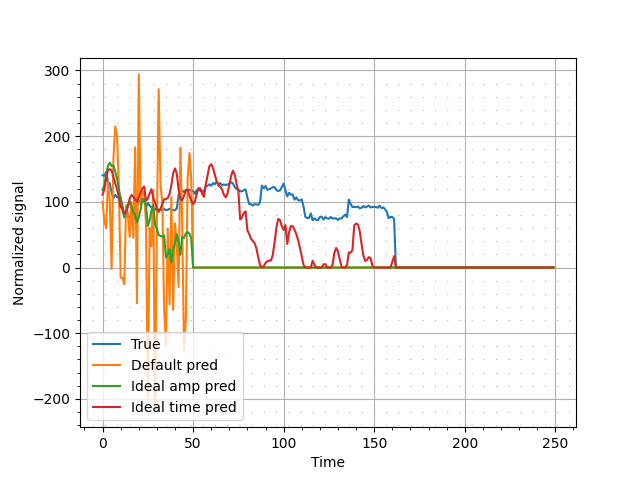 300
200
100
0
−100
−200
Normalized signal
True
Default pred
Ideal amp pred
Ideal time pred
0
50
100
150
200
250
Time